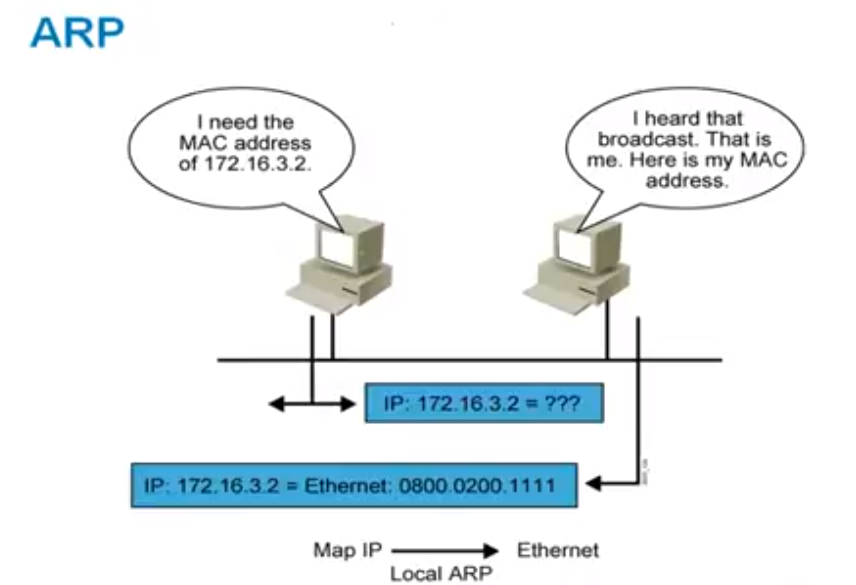 ARP
I need the
MAC address
of 172.16.3.2.
I heard that
broadcast. That is
me. Here is my MAC
address.
IP: 172.16.3.2 = ???
IP: 172.16.3.2 = Ethernet: 0800.0200.1111
Map IP
Ethernet
Local ARP